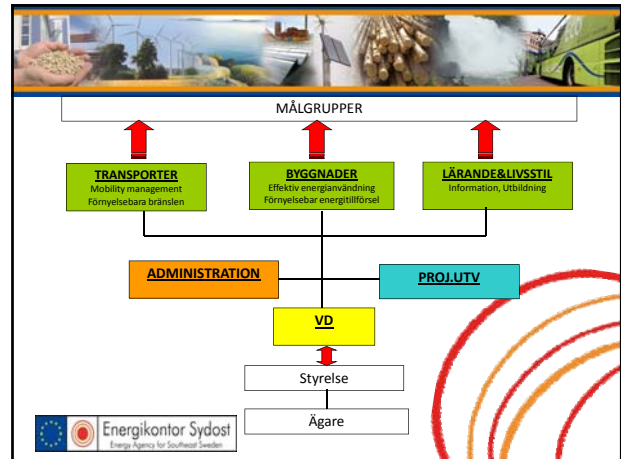 MÅLGRUPPER
TRANSPORTER
Mobility management
Förnyelsebara bränslen
BYGGNADER
Effektiv energianvändning
Förnyelsebar energitillförsel
LÄRANDE&LIVSSTIL
Information, Utbildning
ADMINISTRATION
PROJ.UTV
VD
Styrelse
Ägare
Energikontor Sydost
Energy Agency for Southeast Sweden